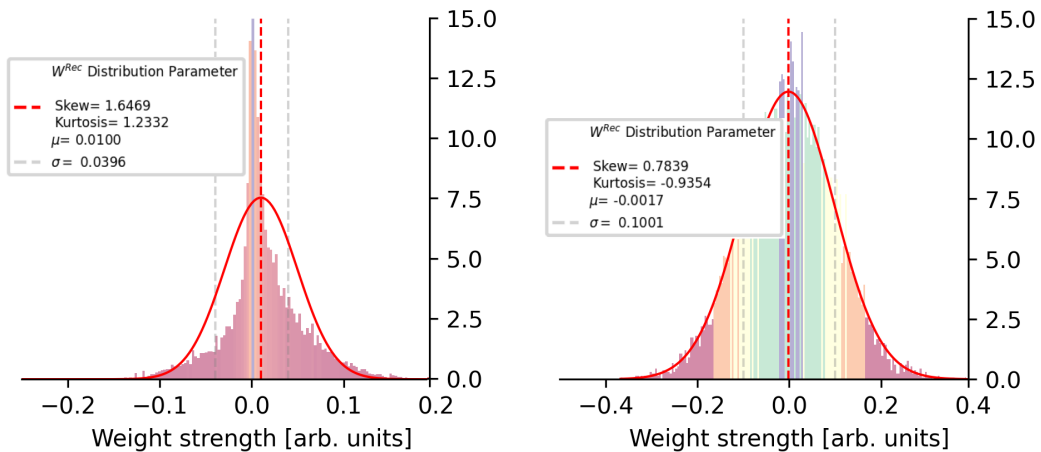 15.0
12.5
10.0
7.5
5.0
2.5
0.0
W^Rec Distribution Parameter
Skew= 1.6469
Kurtosis= 1.2332
μ= 0.0100
σ= 0.0396
−0.2 −0.1 0.0 0.1 0.2
Weight strength [arb. units]
15.0
12.5
10.0
7.5
5.0
2.5
0.0
W^Rec Distribution Parameter
Skew= 0.7839
Kurtosis= -0.9354
μ= -0.0017
σ= 0.1001
−0.4 −0.2 0.0 0.2 0.4
Weight strength [arb. units]